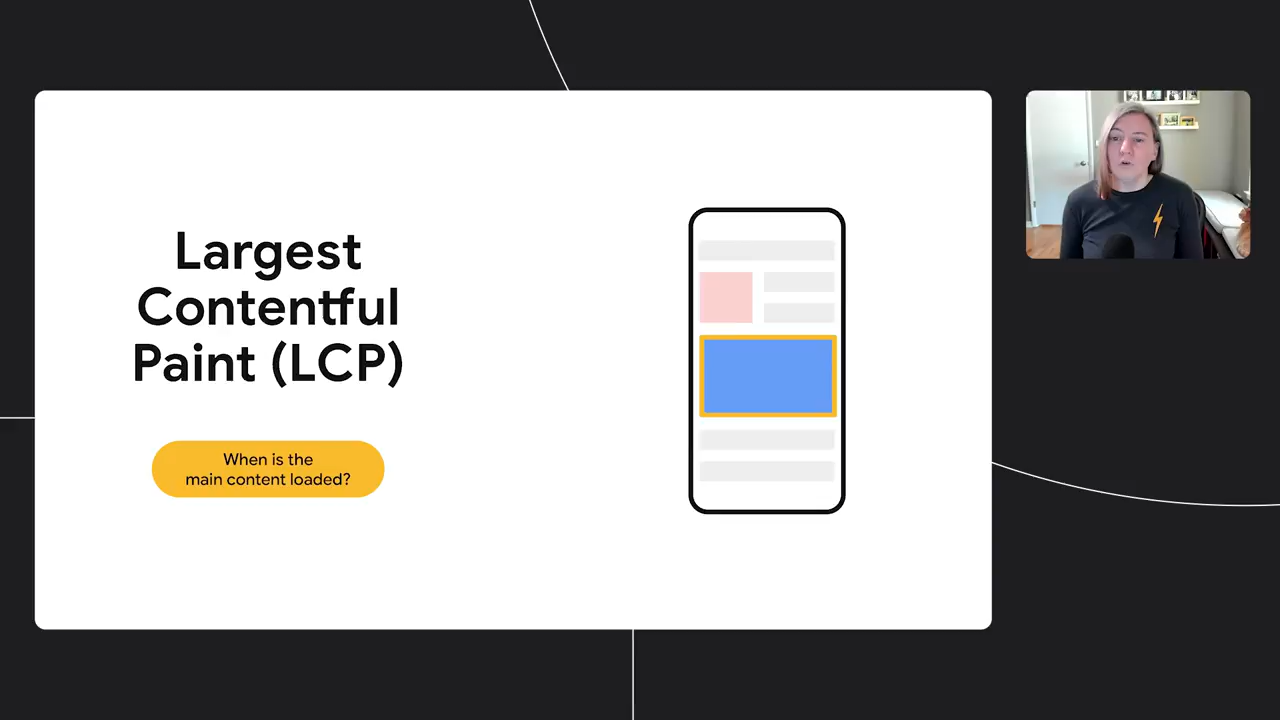 Largest
Contentful
Paint (LCP)
When is the
main content loaded?